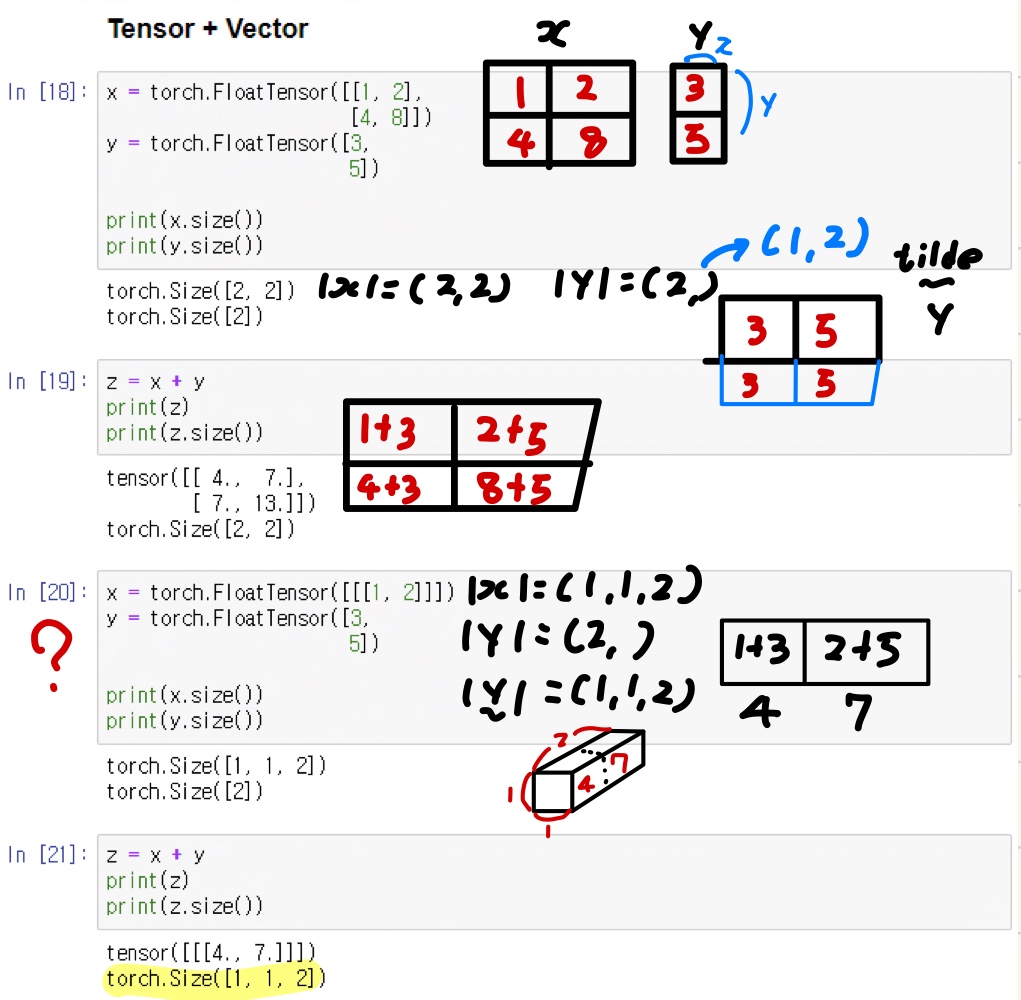 Tensor + Vector
x
Y
z
1 2
4 8
3
5
Y
In [18]:
x = torch.FloatTensor([[1, 2],
[4, 8]])
y = torch.FloatTensor([3,
5])
print(x.size())
print(y.size())
torch.Size([2, 2])
torch.Size([2])
|x|=(2,2) |Y|=(2,)
(1,2)
tilde
~
Y
3 5
3 5
In [19]:
z = x + y
print(z)
print(z.size())
1+3 2+5
4+3 8+5
tensor([[ 4., 7.],
[ 7., 13.]])
torch.Size([2, 2])
In [20]:
?
x = torch.FloatTensor([[[1, 2]]])
y = torch.FloatTensor([3,
5])
print(x.size())
print(y.size())
|x|=(1,1,2)
|Y|=(2, )
|Y|=(1,1,2)
~
1+3 2+5
4 7
2
1
4 7
1
torch.Size([1, 1, 2])
torch.Size([2])
In [21]:
z = x + y
print(z)
print(z.size())
tensor([[[4., 7.]]])
torch.Size([1, 1, 2])